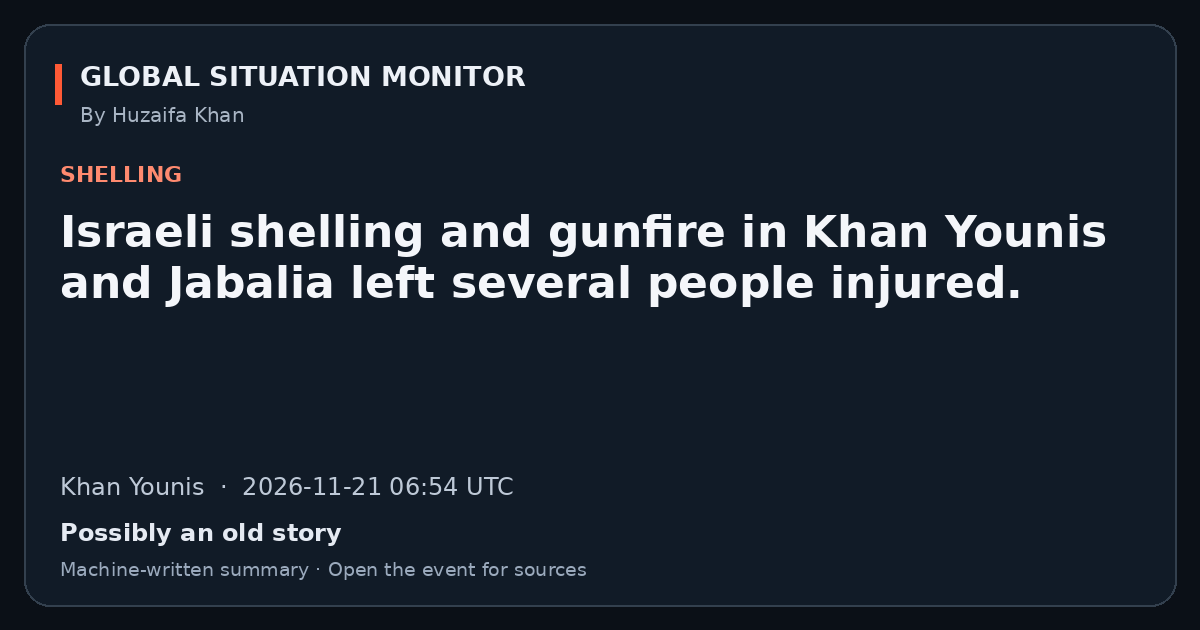 GLOBAL SITUATION MONITOR
By Huzaifa Khan
SHELLING
Israeli shelling and gunfire in Khan Younis
and Jabalia left several people injured.
Khan Younis · 2026-11-21 06:54 UTC
Possibly an old story
Machine-written summary · Open the event for sources